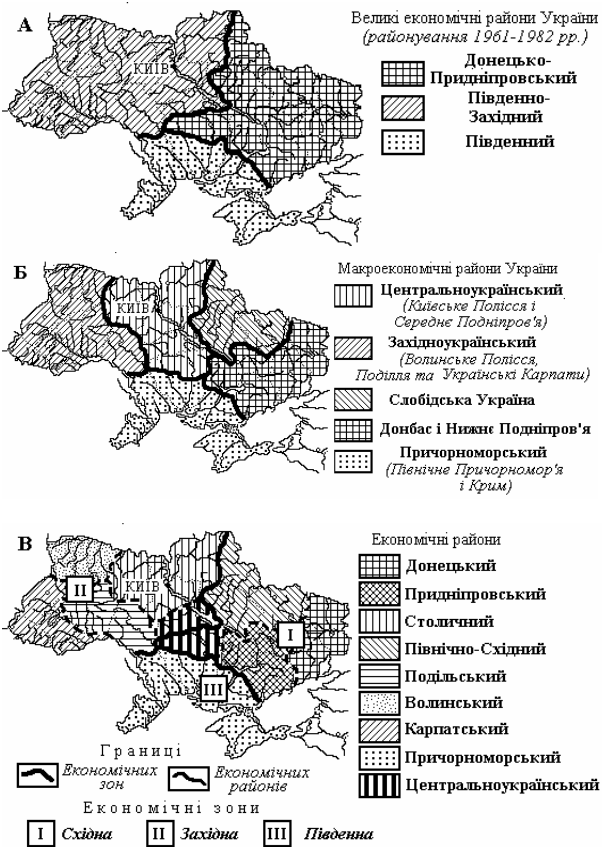 А
Великі економічні райони України
(районування 1961-1982 рр.)
КИЇВ
Донецько-
Придніпровський
Південно-
Західний
Південний
Б
Макроекономічні райони України
КИЇВ
Центральноукраїнський
(Київське Полісся і
Середнє Подніпров'я)
Західноукраїнський
(Волинське Полісся,
Поділля та Українські Карпати)
Слобідська Україна
Донбас і Нижнє Подніпров'я
Причорноморський
(Північне Причорномор'я
і Крим)
В
Економічні райони
КИЇВ
II
I
III
Донецький
Придніпровський
Столичний
Північно-Східний
Подільський
Волинський
Карпатський
Причорноморський
Центральноукраїнський
Границі
Економічних
зон
Економічних
районів
Економічні зони
I Східна II Західна III Південна